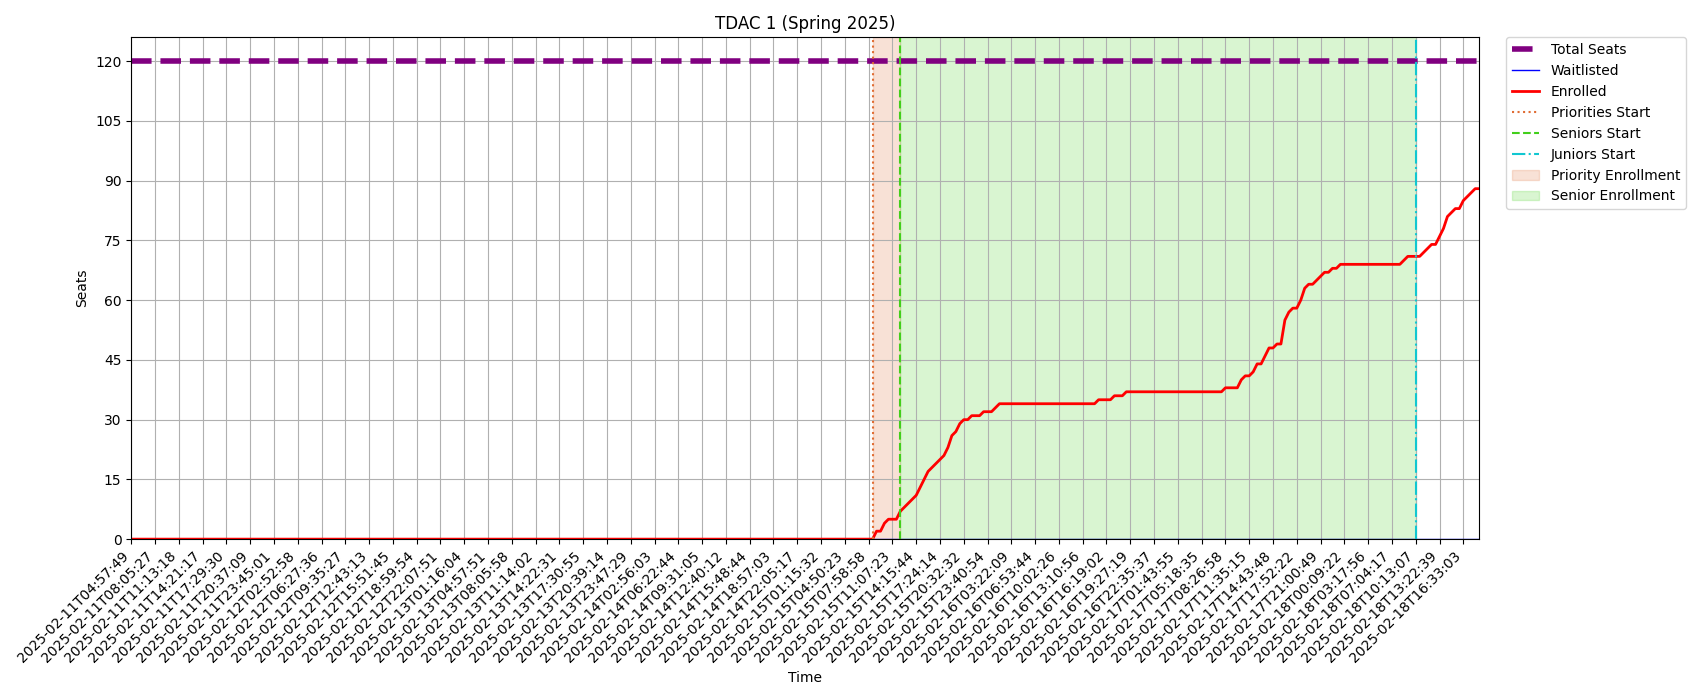 TDAC 1 (Spring 2025)
Total Seats
Waitlisted
Enrolled
Priorities Start
Seniors Start
Juniors Start
Priority Enrollment
Senior Enrollment
Seats
120
105
90
75
60
45
30
15
0
2025-02-11T04:57:49
2025-02-11T08:05:27
2025-02-11T11:13:18
2025-02-11T14:21:17
2025-02-11T17:29:30
2025-02-11T20:37:09
2025-02-11T23:45:01
2025-02-12T02:52:58
2025-02-12T06:27:36
2025-02-12T09:35:27
2025-02-12T12:43:13
2025-02-12T15:51:45
2025-02-12T18:59:54
2025-02-12T22:07:51
2025-02-13T01:16:04
2025-02-13T04:57:51
2025-02-13T08:05:58
2025-02-13T11:14:02
2025-02-13T14:22:31
2025-02-13T17:30:55
2025-02-13T20:39:14
2025-02-13T23:47:29
2025-02-14T02:56:03
2025-02-14T06:22:44
2025-02-14T09:31:05
2025-02-14T12:40:12
2025-02-14T15:48:44
2025-02-14T18:57:03
2025-02-14T22:05:17
2025-02-15T01:15:32
2025-02-15T04:50:23
2025-02-15T07:58:58
2025-02-15T11:07:23
2025-02-15T14:15:44
2025-02-15T17:24:14
2025-02-15T20:32:32
2025-02-15T23:40:54
2025-02-16T03:22:09
2025-02-16T06:53:44
2025-02-16T10:02:26
2025-02-16T13:10:56
2025-02-16T16:19:02
2025-02-16T19:27:19
2025-02-16T22:35:37
2025-02-17T01:43:55
2025-02-17T05:18:35
2025-02-17T08:26:58
2025-02-17T11:35:15
2025-02-17T14:43:48
2025-02-17T17:52:22
2025-02-17T21:00:49
2025-02-18T00:09:22
2025-02-18T03:17:56
2025-02-18T07:04:17
2025-02-18T10:13:07
2025-02-18T13:22:39
2025-02-18T16:33:03
Time